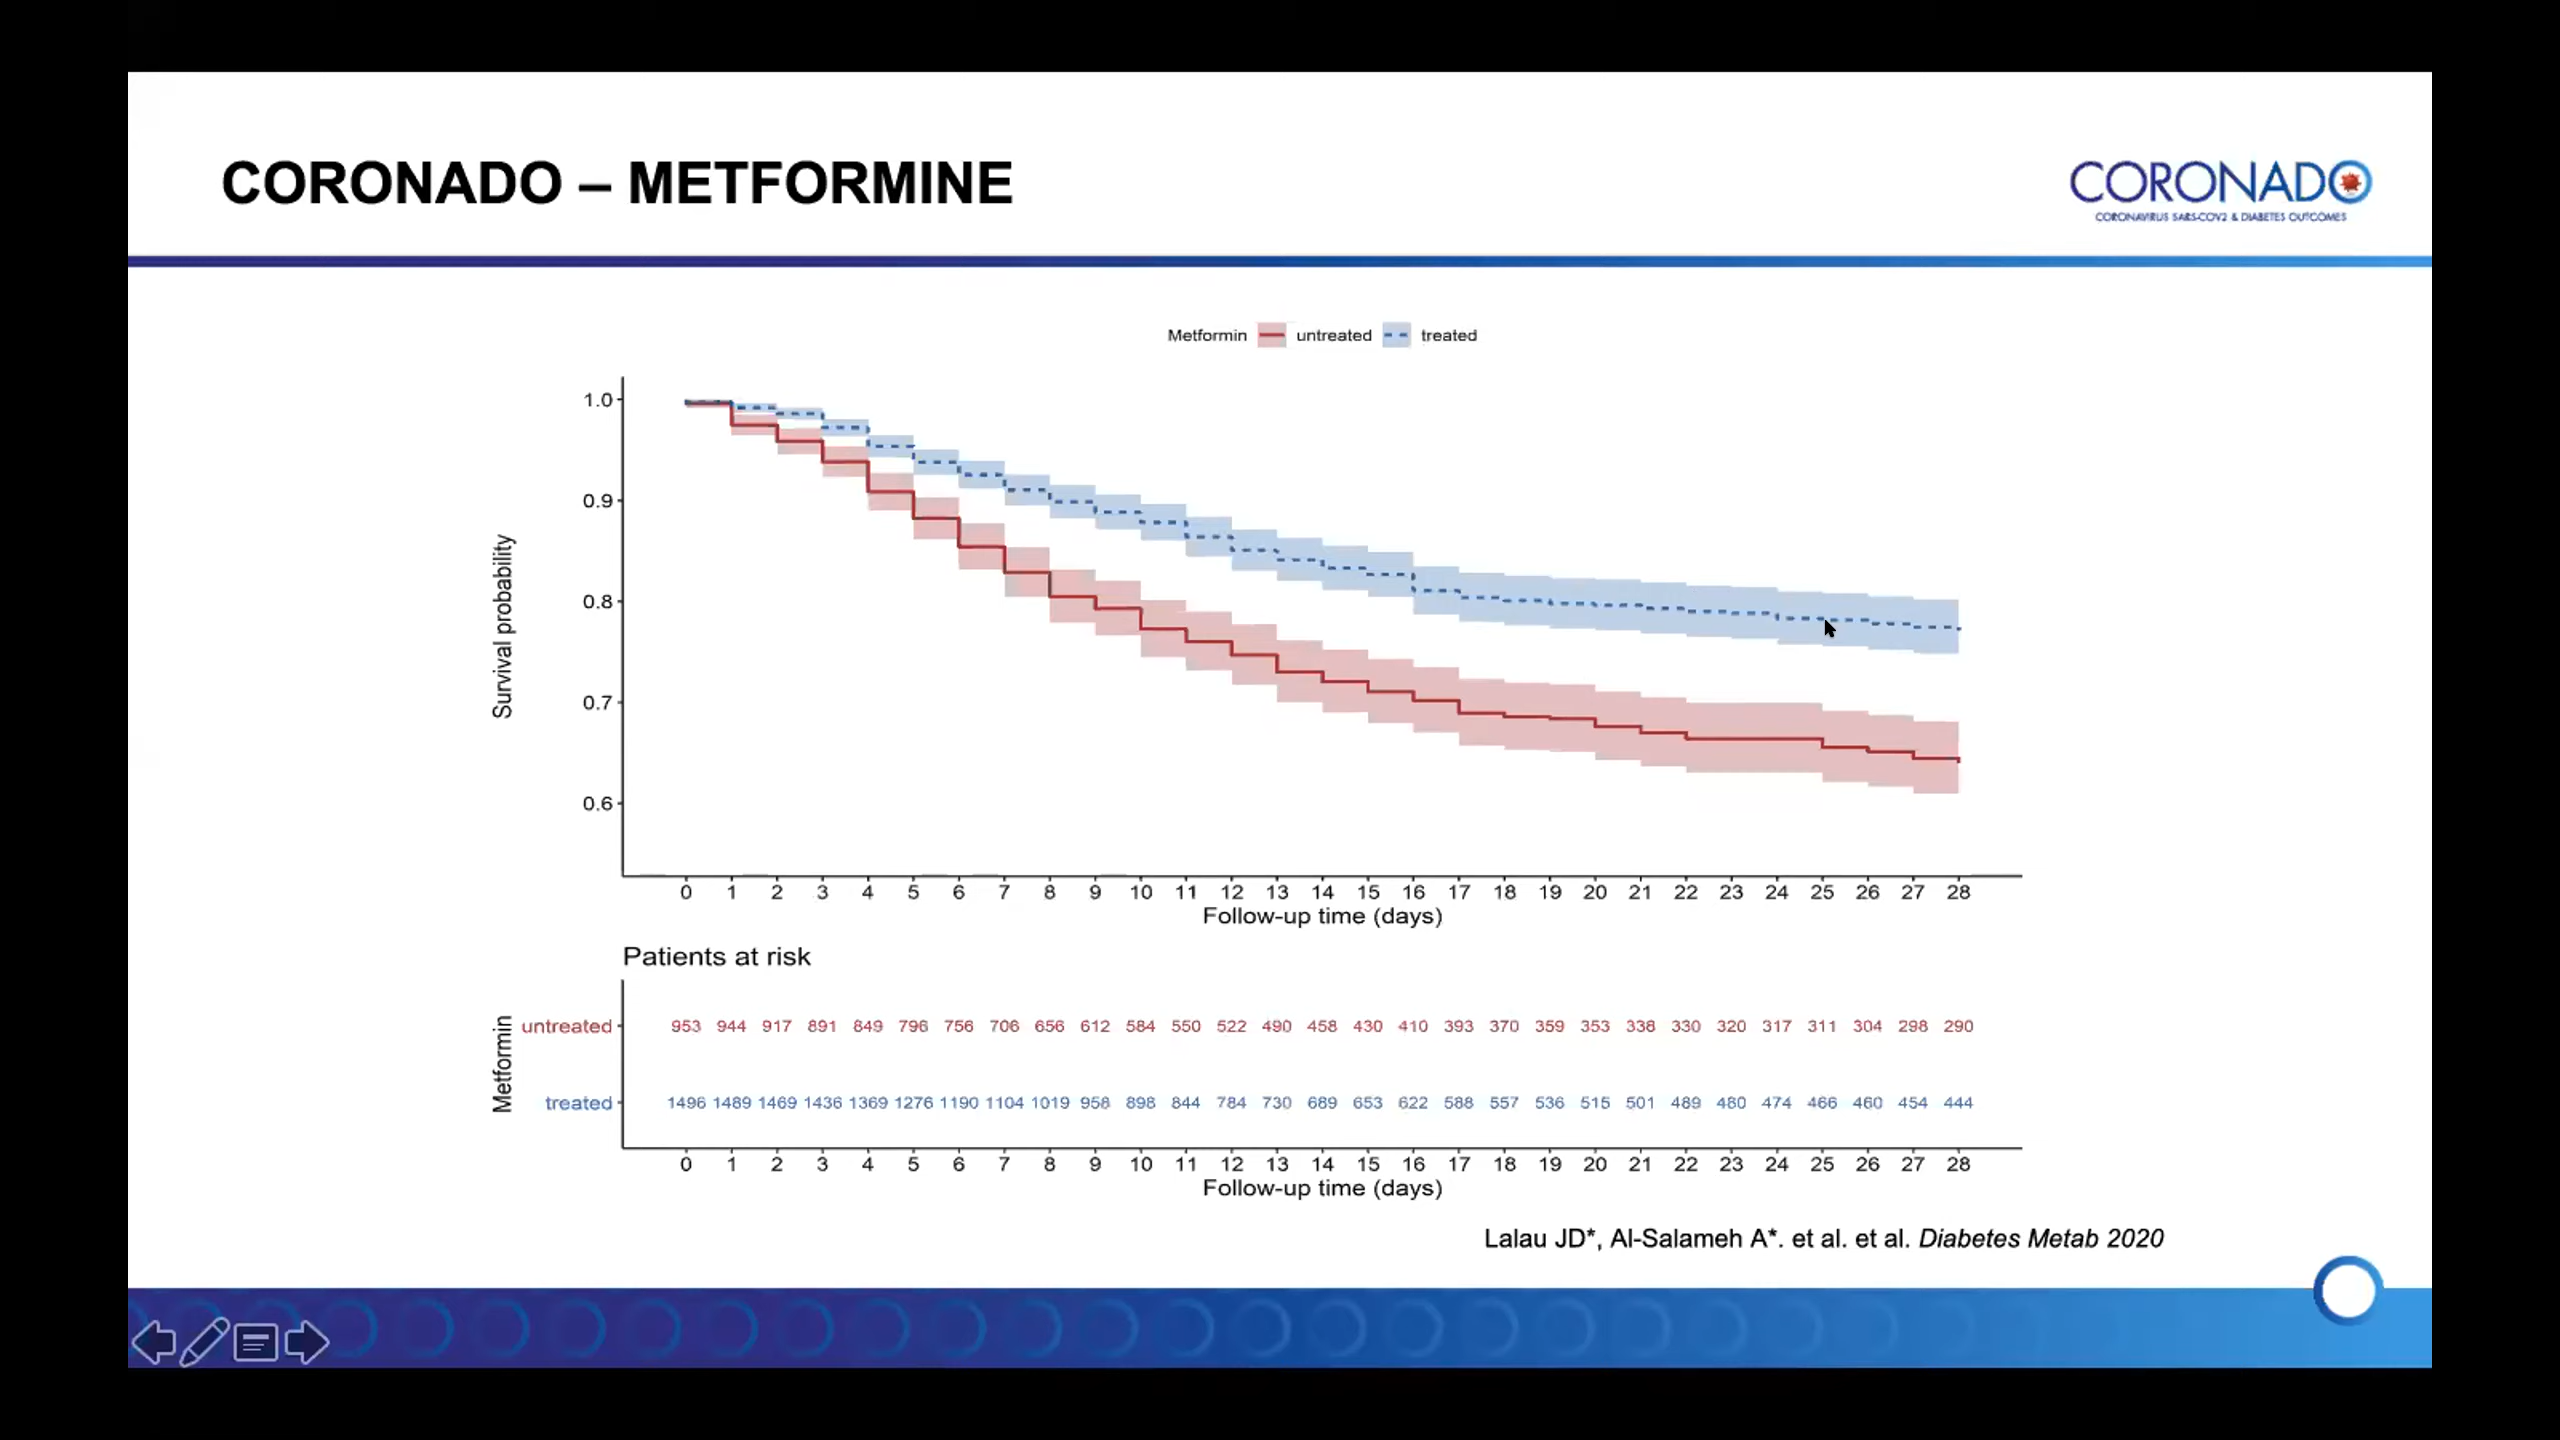 CORONADO – METFORMINE
CORONADO
CORONAVIRUS SARS-COV2 & DIABETES OUTCOMES
Metformin untreated treated
1.0
0.9
0.8
0.7
0.6
Survival probability
0 1 2 3 4 5 6 7 8 9 10 11 12 13 14 15 16 17 18 19 20 21 22 23 24 25 26 27 28
Follow-up time (days)
Patients at risk
Metformin
untreated 953 944 917 891 849 796 756 706 656 612 584 550 522 490 458 430 410 393 370 359 353 338 330 320 317 311 304 298 290
treated 1496 1489 1469 1436 1369 1276 1190 1104 1019 958 898 844 784 730 689 653 622 588 557 536 515 501 489 480 474 466 460 454 444
0 1 2 3 4 5 6 7 8 9 10 11 12 13 14 15 16 17 18 19 20 21 22 23 24 25 26 27 28
Follow-up time (days)
Lalau JD*, Al-Salameh A*. et al. et al. Diabetes Metab 2020